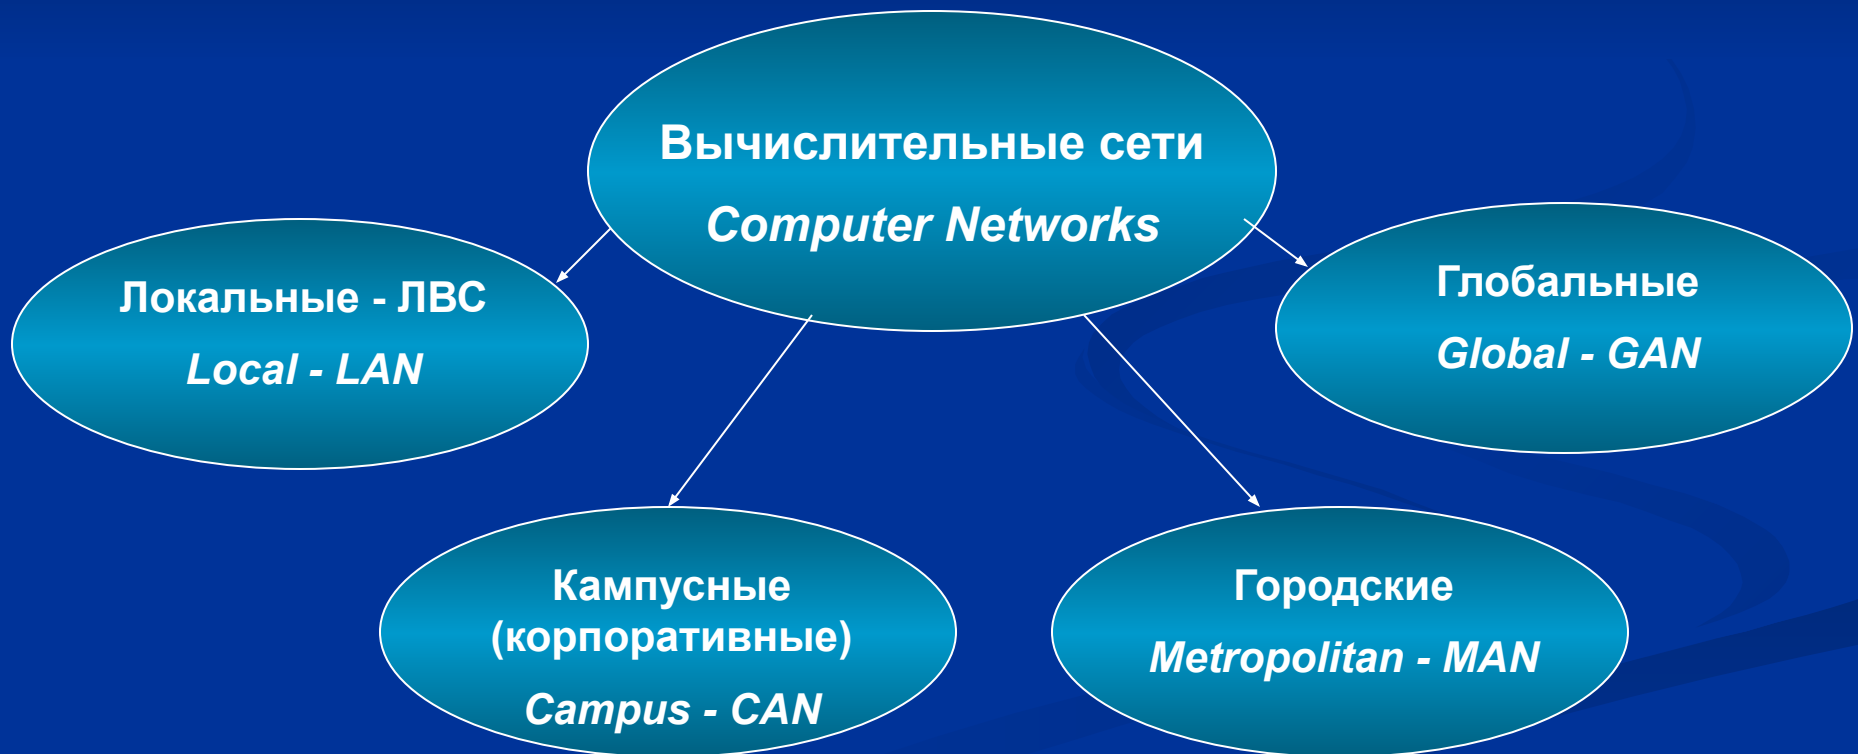 Вычислительные сети
Computer Networks
Локальные - ЛВС
Local - LAN
Глобальные
Global - GAN
Кампусные
(корпоративные)
Campus - CAN
Городские
Metropolitan - MAN